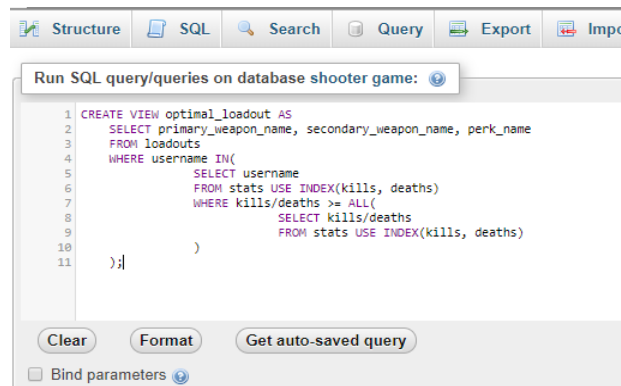 Structure SQL Search Query Export Impo
Run SQL query/queries on database shooter game:
1 CREATE VIEW optimal_loadout AS
2 SELECT primary_weapon_name, secondary_weapon_name, perk_name
3 FROM loadouts
4 WHERE username IN(
5 SELECT username
6 FROM stats USE INDEX(kills, deaths)
7 WHERE kills/deaths >= ALL(
8 SELECT kills/deaths
9 FROM stats USE INDEX(kills, deaths)
10 )
11 );
Clear Format Get auto-saved query
Bind parameters